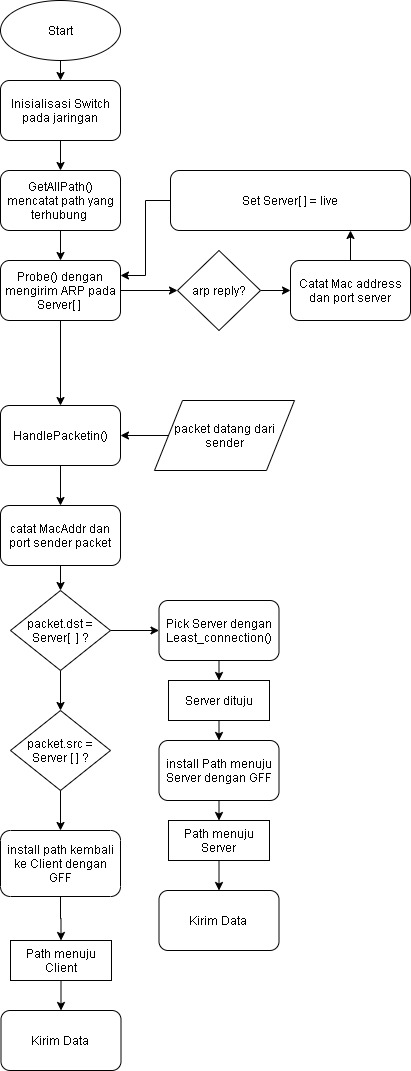 Start
Inisialisasi Switch
pada jaringan
GetAllPath()
mencatat path yang
terhubung
Set Server[ ] = live
Probe() dengan
mengirim ARP pada
Server[ ]
arp reply?
Catat Mac address
dan port server
HandlePacketin()
packet datang dari
sender
catat MacAddr dan
port sender packet
packet.dst =
Server[ ] ?
Pick Server dengan
Least_connection()
Server dituju
packet.src =
Server [ ] ?
install Path menuju
Server dengan GFF
Path menuju
Server
install path kembali
ke Client dengan
GFF
Kirim Data
Path menuju
Client
Kirim Data